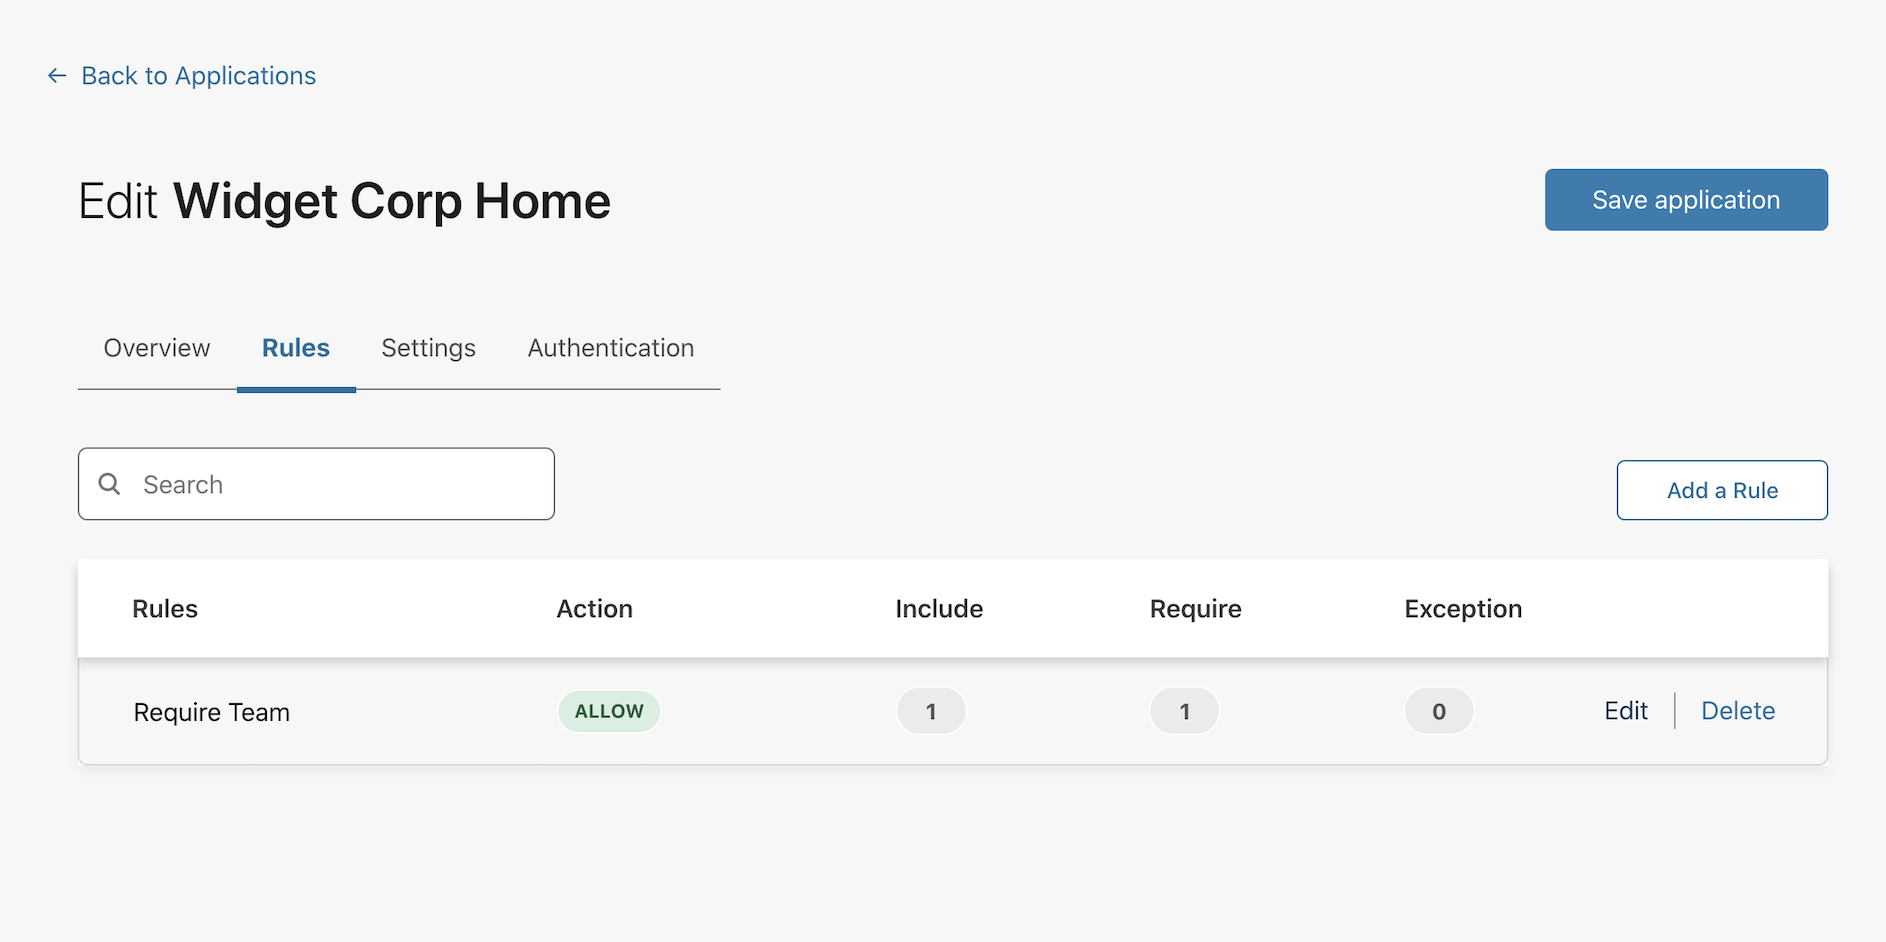 ← Back to Applications
Edit Widget Corp Home
Save application
Overview Rules Settings Authentication
Search
Add a Rule
Rules Action Include Require Exception
Require Team ALLOW 1 1 0 Edit Delete